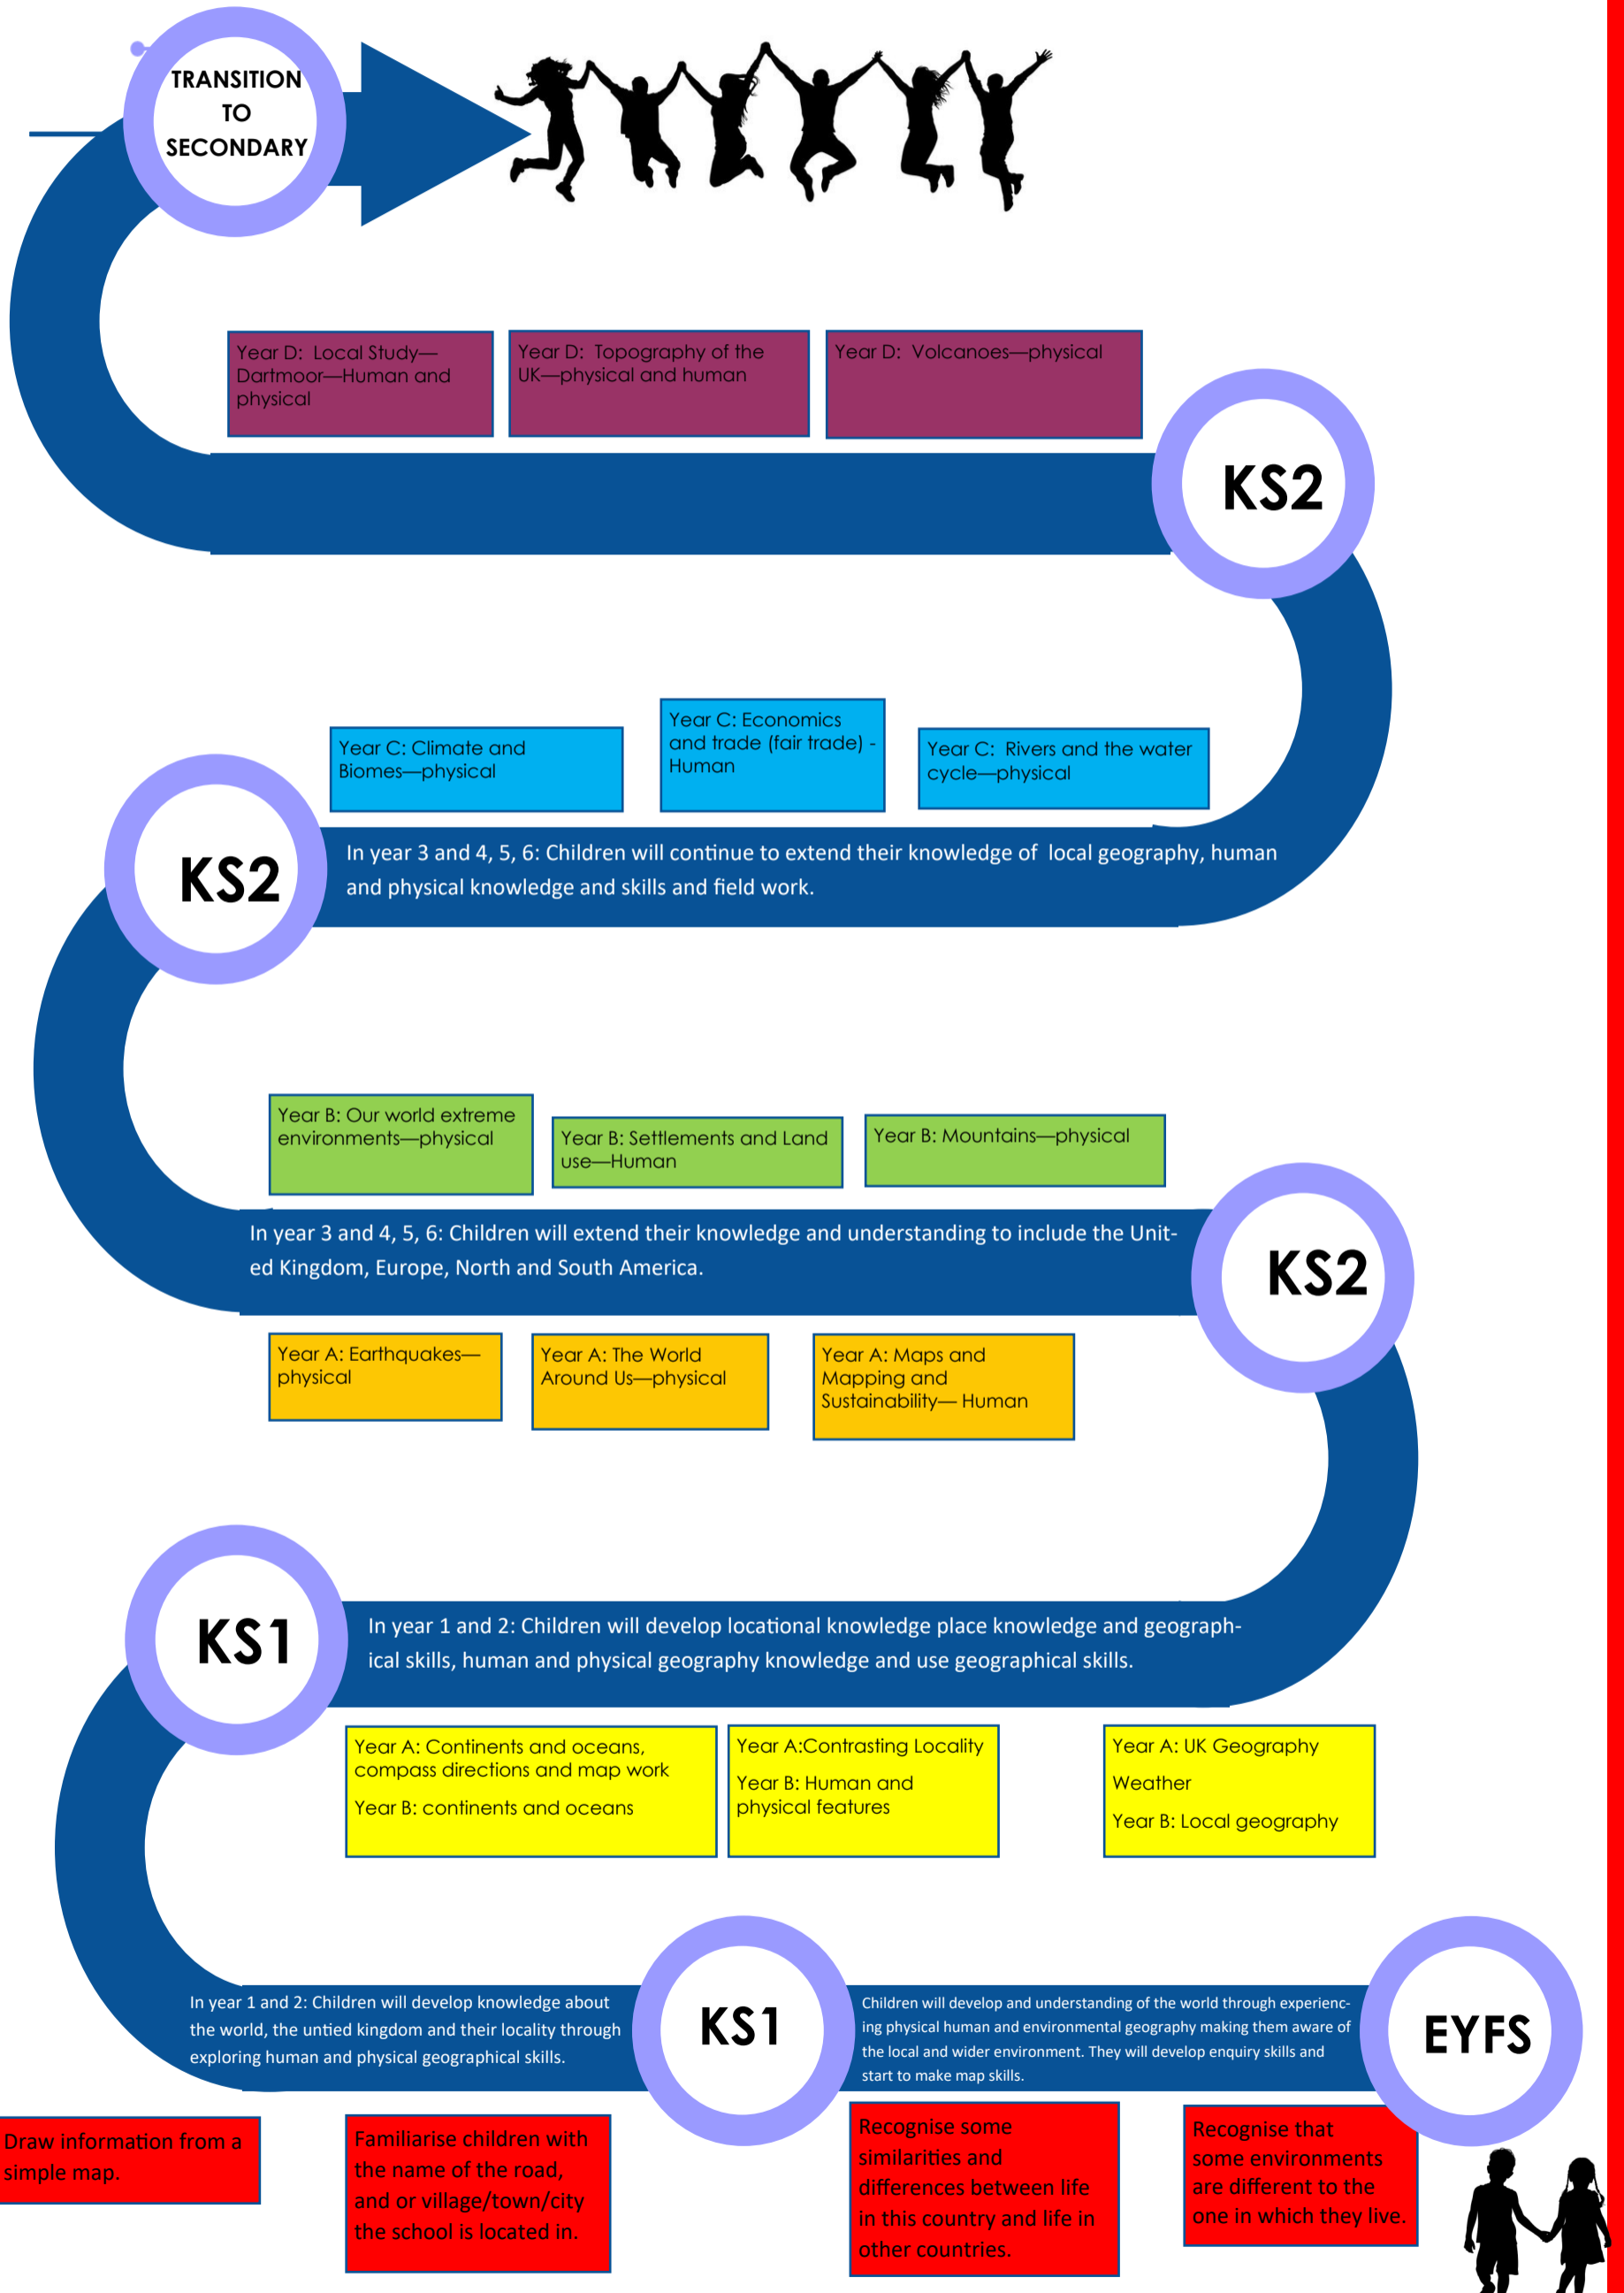 TRANSITION
TO
SECONDARY
Year D:  Local Study—
Dartmoor—Human and
physical
Year D:  Topography of the
UK—physical and human
Year D:  Volcanoes—physical
KS2
Year C: Climate and
Biomes—physical
Year C: Economics
and trade (fair trade) -
Human
Year C:  Rivers and the water
cycle—physical
KS2
In year 3 and 4, 5, 6: Children will continue to extend their knowledge of  local geography, human
and physical knowledge and skills and field work.
Year B: Our world extreme
environments—physical
Year B: Settlements and Land
use—Human
Year B: Mountains—physical
In year 3 and 4, 5, 6: Children will extend their knowledge and understanding to include the Unit-
ed Kingdom, Europe, North and South America.
KS2
Year A: Earthquakes—
physical
Year A: The World
Around Us—physical
Year A: Maps and
Mapping and
Sustainability— Human
KS1
In year 1 and 2: Children will develop locational knowledge place knowledge and geograph-
ical skills, human and physical geography knowledge and use geographical skills.
Year A: Continents and oceans,
compass directions and map work
Year B: continents and oceans
Year A:Contrasting Locality
Year B: Human and
physical features
Year A: UK Geography
Weather
Year B: Local geography
In year 1 and 2: Children will develop knowledge about
the world, the untied kingdom and their locality through
exploring human and physical geographical skills.
KS1
Children will develop and understanding of the world through experienc-
ing physical human and environmental geography making them aware of
the local and wider environment. They will develop enquiry skills and
start to make map skills.
EYFS
Draw information from a
simple map.
Familiarise children with
the name of the road,
and or village/town/city
the school is located in.
Recognise some
similarities and
differences between life
in this country and life in
other countries.
Recognise that
some environments
are different to the
one in which they live.